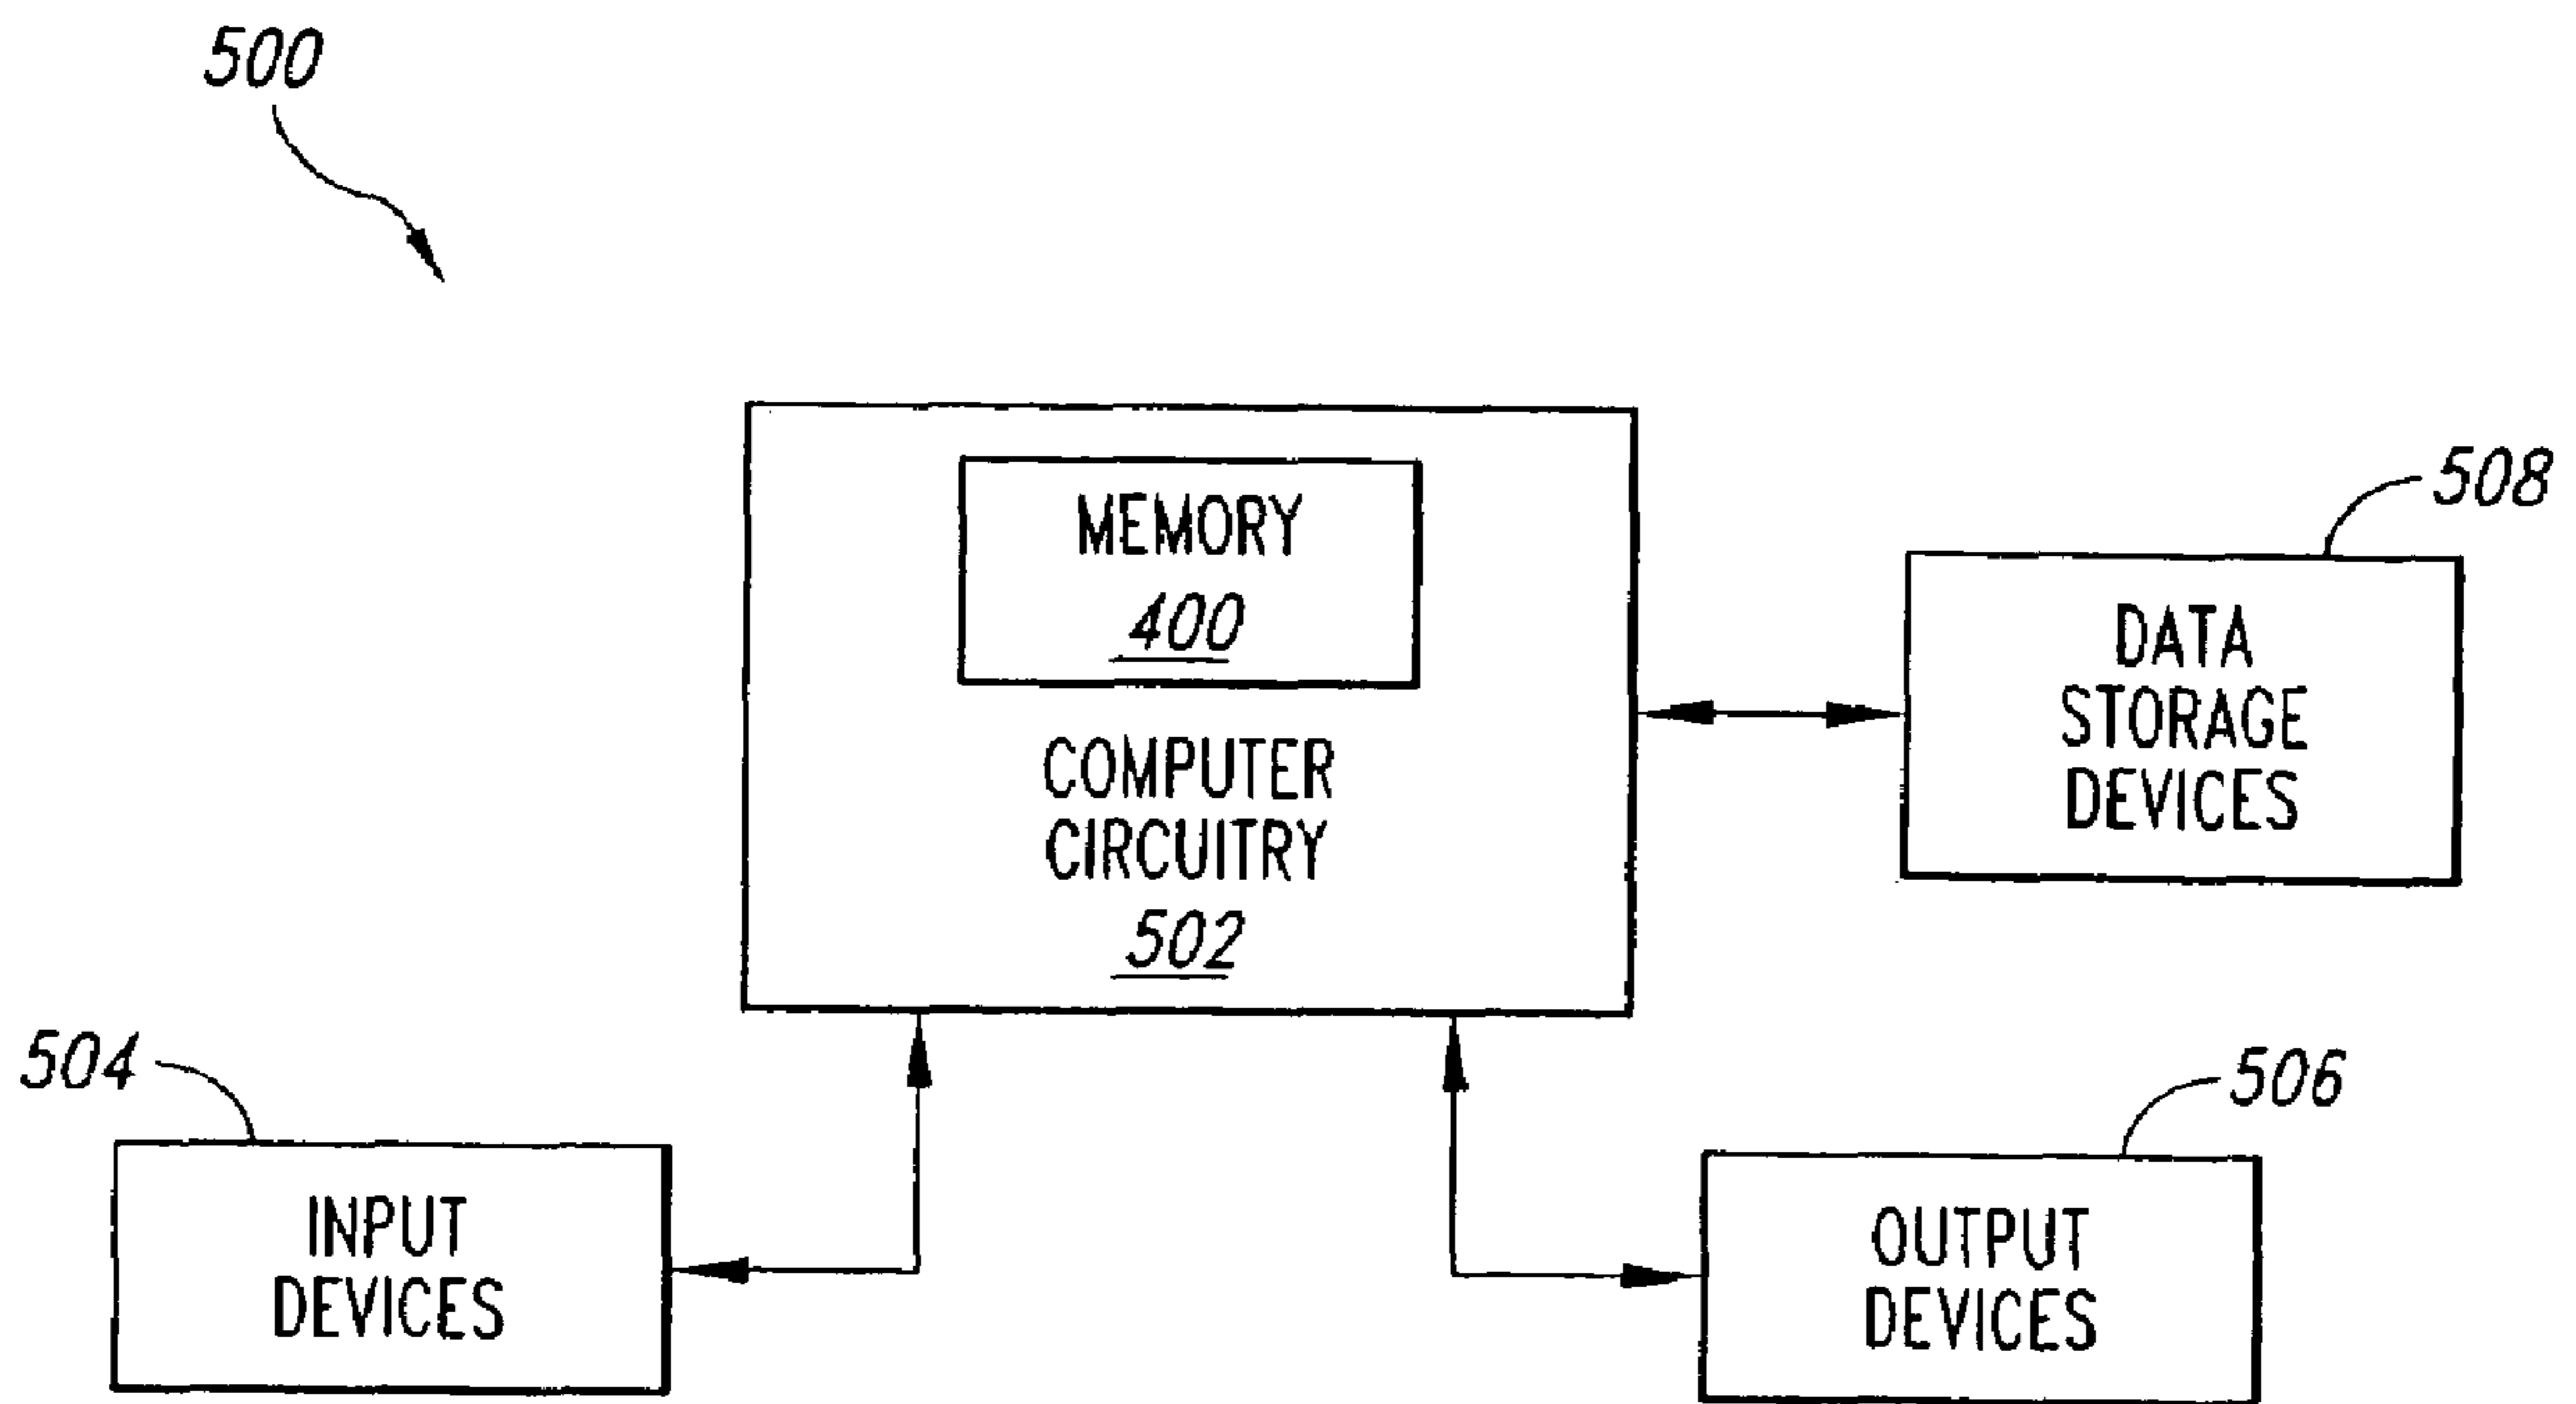 500
MEMORY
400
COMPUTER
CIRCUITRY
502
508
DATA
STORAGE
DEVICES
504
INPUT
DEVICES
506
OUTPUT
DEVICES